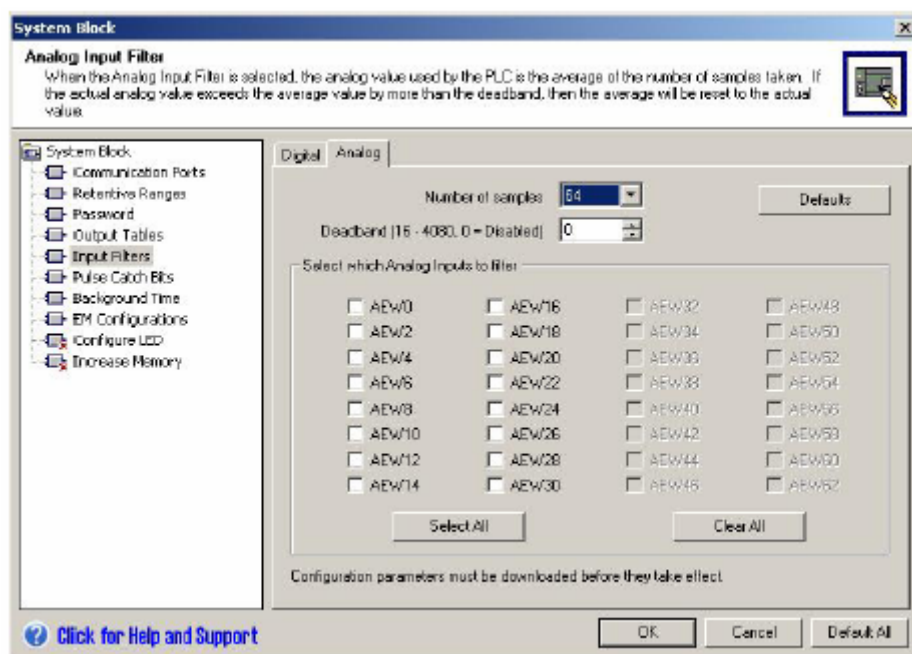 System Block
Analog Input Filter
When the Analog Input Filter is selected, the analog value used by the PLC is the average of the number of samples taken. If
the actual analog value exceeds the average value by more than the deadband, then the average will be reset to the actual
value.
System Block
Communication Ports
Retentive Ranges
Password
Output Tables
Input Filters
Pulse Catch Bits
Background Time
EM Configurations
Configure LED
Increase Memory
Digital Analog
Number of samples 64 Defaults
Deadband (16 - 4080, 0 = Disabled) 0
Select which Analog Inputs to filter
AEW0 AEW16 AEW32 AEW48
AEW2 AEW18 AEW34 AEW50
AEW4 AEW20 AEW36 AEW52
AEW6 AEW22 AEW38 AEW54
AEW8 AEW24 AEW40 AEW56
AEW10 AEW26 AEW42 AEW58
AEW12 AEW28 AEW44 AEW60
AEW14 AEW30 AEW46 AEW62
Select All Clear All
Configuration parameters must be downloaded before they take effect.
Click for Help and Support OK Cancel Default All